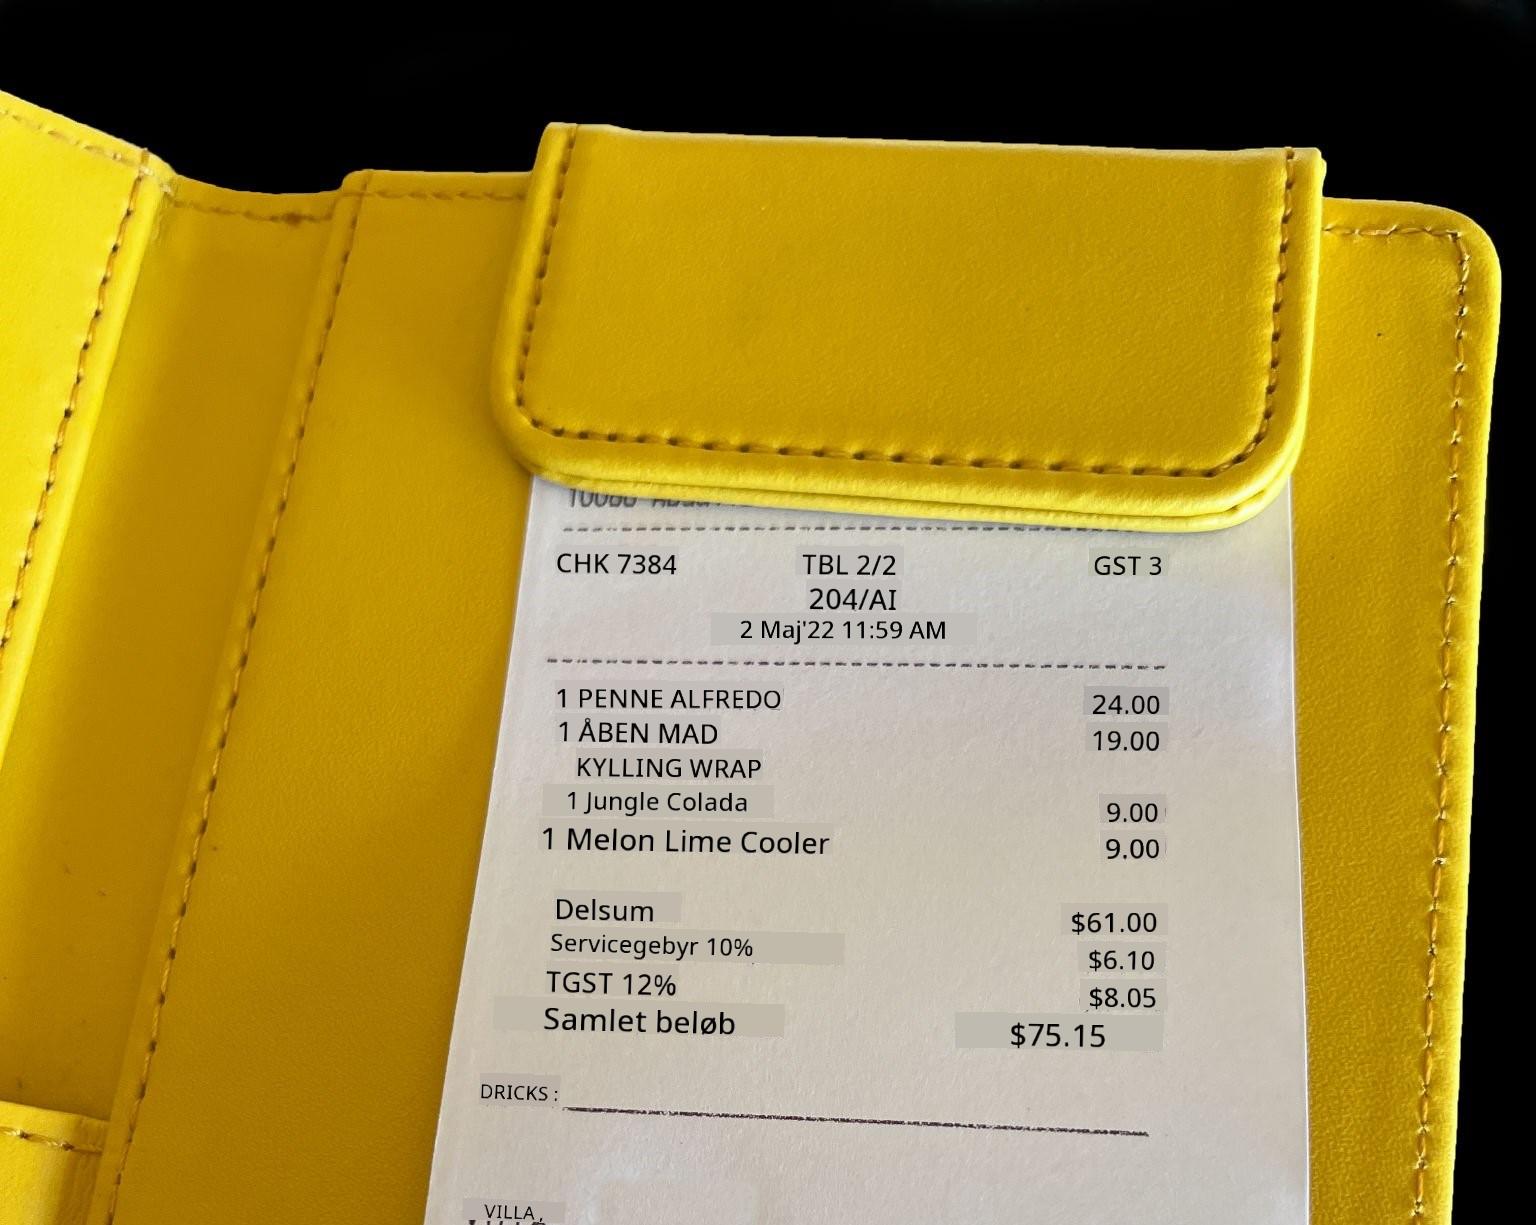 CHK 7384 TBL 2/2 GST 3
204/AI
2 Maj'22 11:59 AM
1 PENNE ALFREDO 24.00
1 ÅBEN MAD 19.00
KYLLING WRAP
1 Jungle Colada 9.00
1 Melon Lime Cooler 9.00
Delsum $61.00
Servicegebyr 10% $6.10
TGST 12% $8.05
Samlet beløb $75.15
DRICKS :
VILLA,